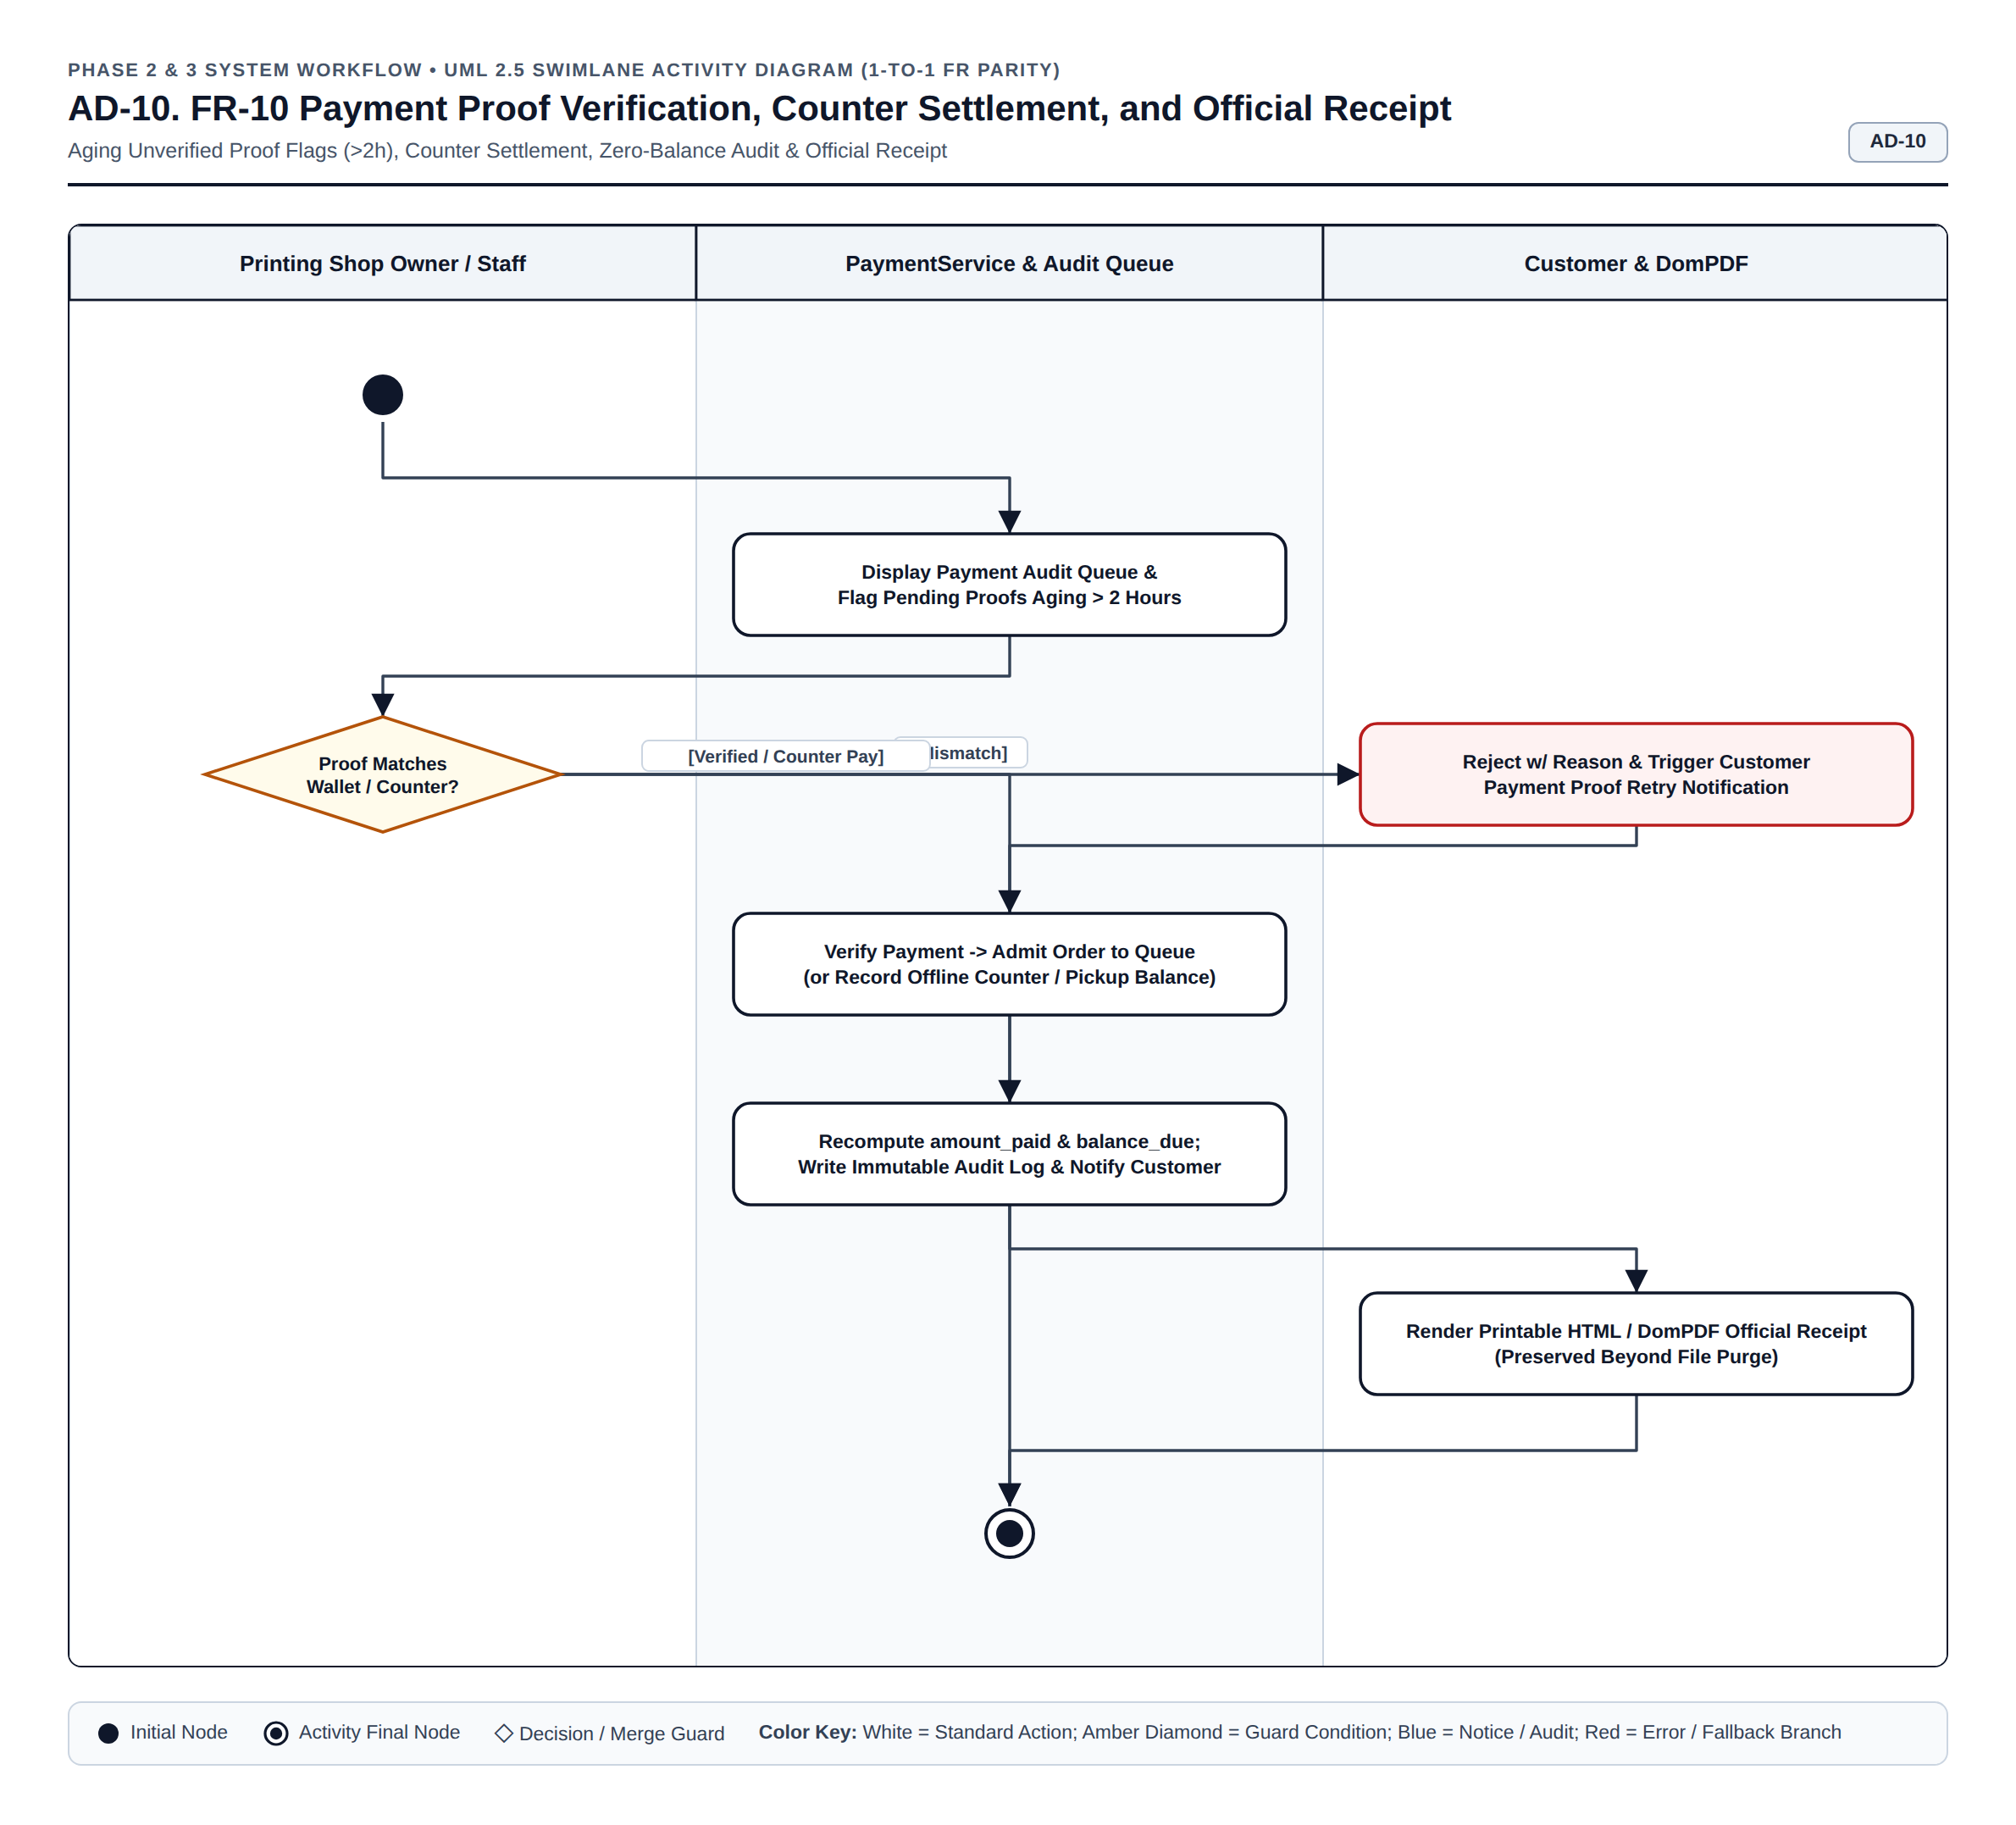 PHASE 2 & 3 SYSTEM WORKFLOW • UML 2.5 SWIMLANE ACTIVITY DIAGRAM (1-TO-1 FR PARITY)
AD-10. FR-10 Payment Proof Verification, Counter Settlement, and Official Receipt
Aging Unverified Proof Flags (>2h), Counter Settlement, Zero-Balance Audit & Official Receipt
AD-10
Printing Shop Owner / Staff
PaymentService & Audit Queue
Customer & DomPDF
Display Payment Audit Queue &
Flag Pending Proofs Aging > 2 Hours
Proof Matches
Wallet / Counter?
[Verified / Counter Pay]
Reject w/ Reason & Trigger Customer
Payment Proof Retry Notification
Verify Payment -> Admit Order to Queue
(or Record Offline Counter / Pickup Balance)
Recompute amount_paid & balance_due;
Write Immutable Audit Log & Notify Customer
Render Printable HTML / DomPDF Official Receipt
(Preserved Beyond File Purge)
Initial Node
Activity Final Node
Decision / Merge Guard
Color Key: White = Standard Action; Amber Diamond = Guard Condition; Blue = Notice / Audit; Red = Error / Fallback Branch